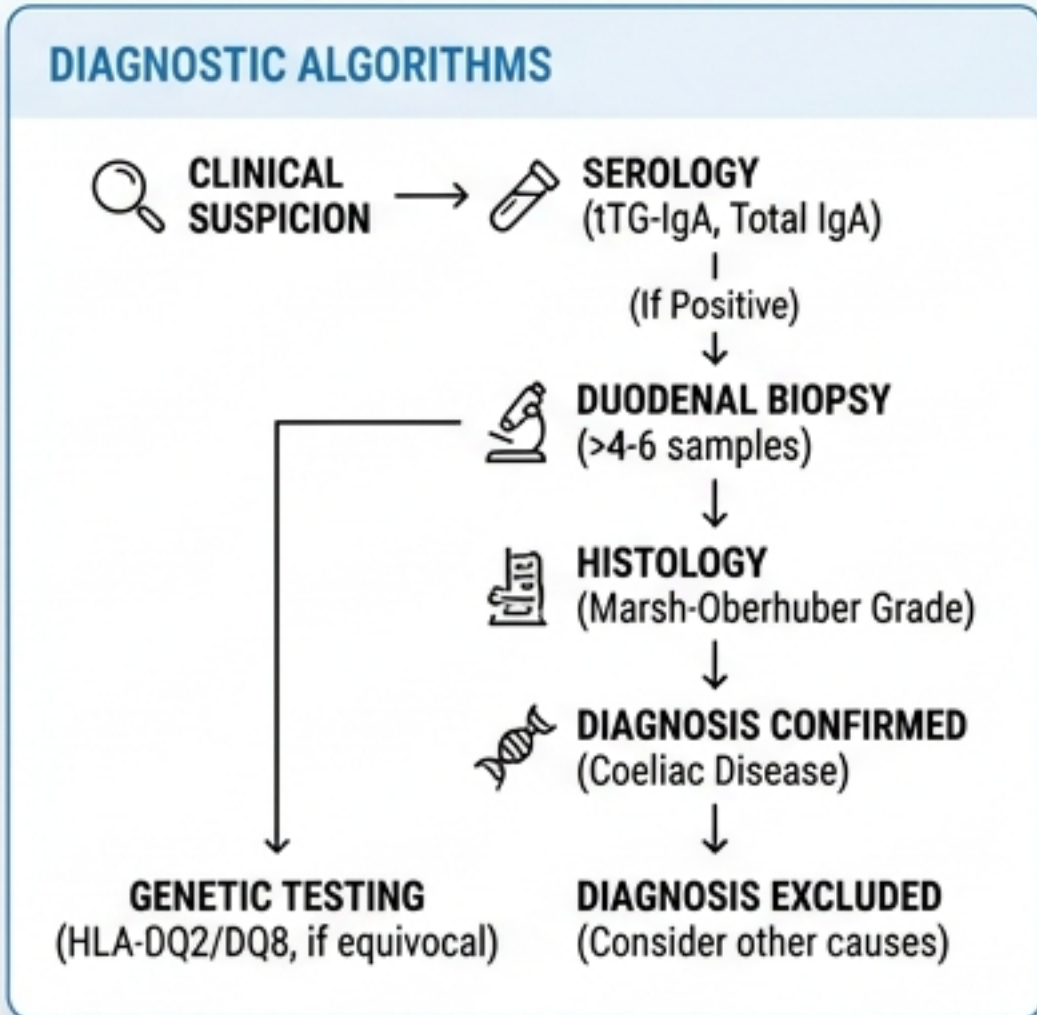 DIAGNOSTIC ALGORITHMS
CLINICAL
SUSPICION
SEROLOGY
(tTG-IgA, Total IgA)
(If Positive)
DUODENAL BIOPSY
(>4-6 samples)
HISTOLOGY
(Marsh-Oberhuber Grade)
DIAGNOSIS CONFIRMED
(Coeliac Disease)
GENETIC TESTING
(HLA-DQ2/DQ8, if equivocal)
DIAGNOSIS EXCLUDED
(Consider other causes)